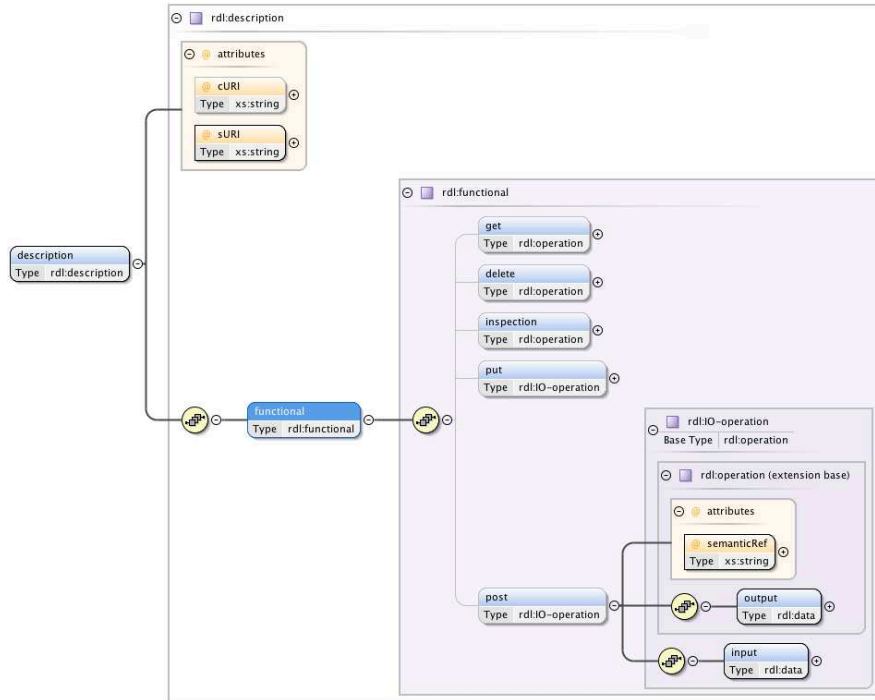 rdl:description
@ attributes
@ cURI
Type xs:string
@ sURI
Type xs:string
description
Type rdl:description
functional
Type rdl:functional
rdl:functional
get
Type rdl:operation
delete
Type rdl:operation
inspection
Type rdl:operation
put
Type rdl:IO-operation
post
Type rdl:IO-operation
rdl:IO-operation
Base Type rdl:operation
rdl:operation (extension base)
@ attributes
@ semanticRef
Type xs:string
output
Type rdl:data
input
Type rdl:data